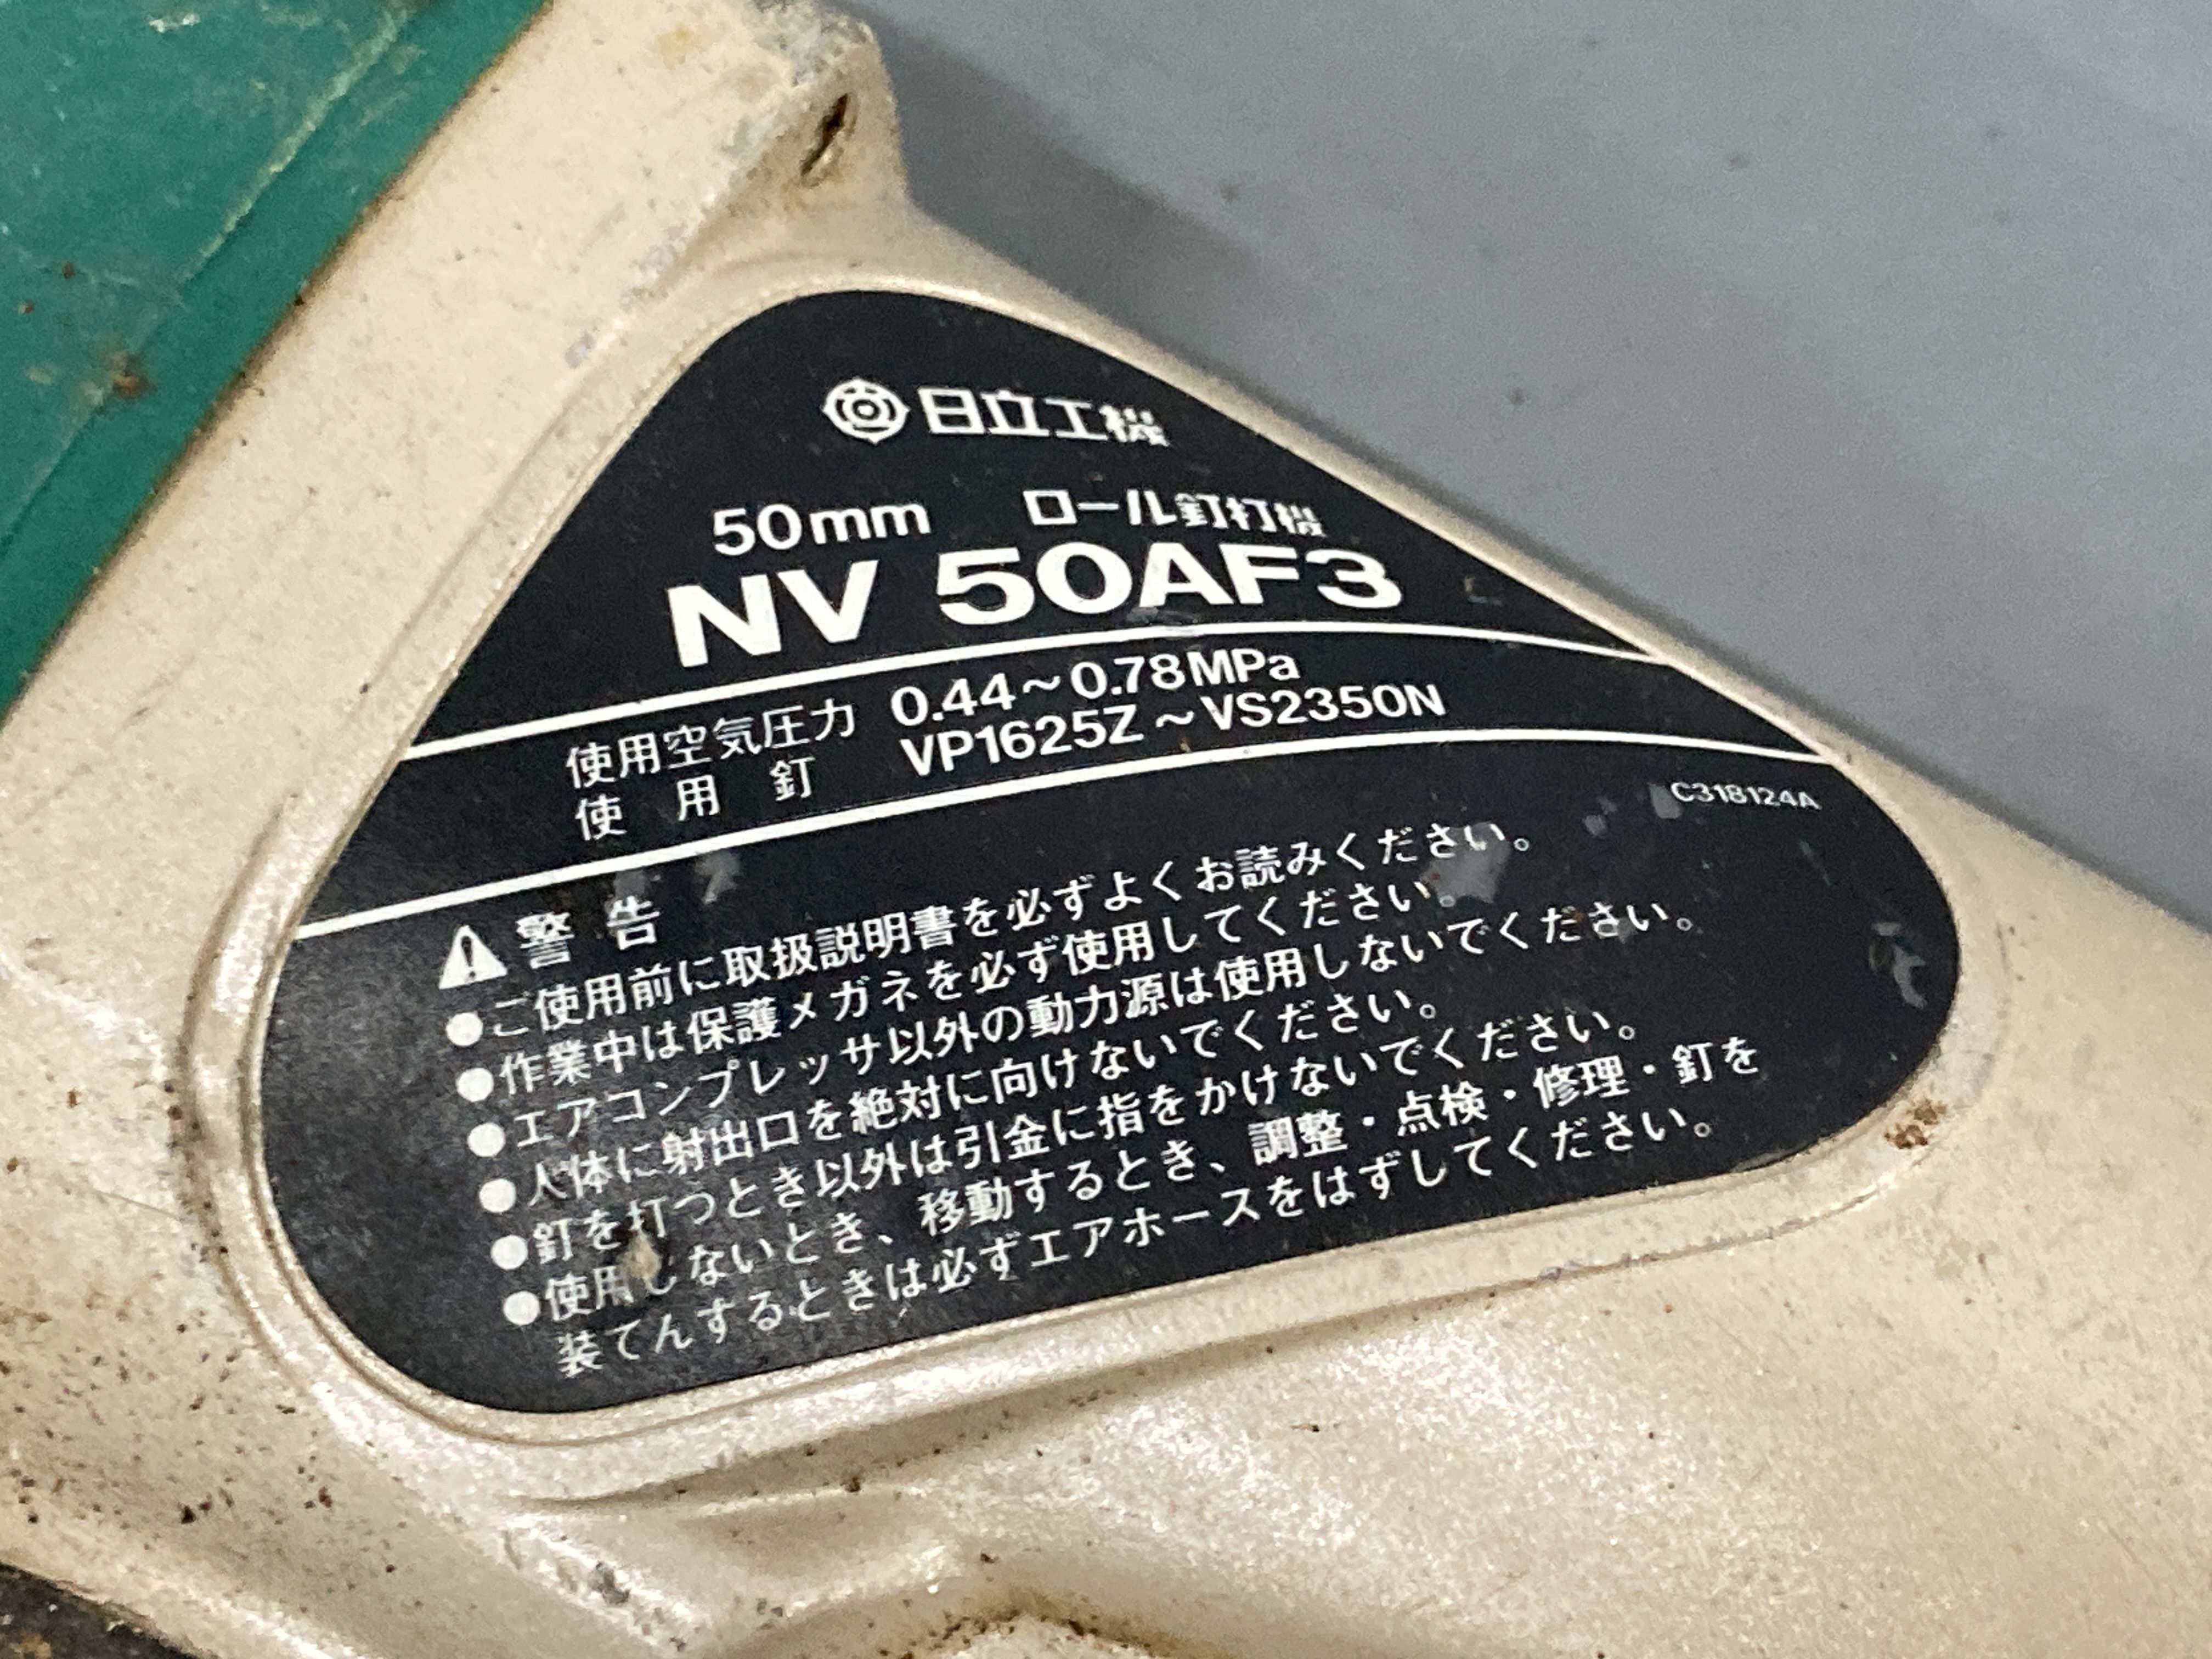 日立工機
50mm ロール釘打機
NV 50AF3
使用空気圧力 0.44～0.78MPa
使用釘 VP1625Z～VS2350N
C318124A
⚠警告
●ご使用前に取扱説明書を必ずよくお読みください。
●作業中は保護メガネを必ず使用してください。
●エアコンプレッサ以外の動力源は使用しないでください。
●人体に射出口を絶対に向けないでください。
●釘を打つとき以外は引金に指をかけないでください。
●使用しないとき、移動するとき、調整・点検・修理・釘を
装てんするときは必ずエアホースをはずしてください。